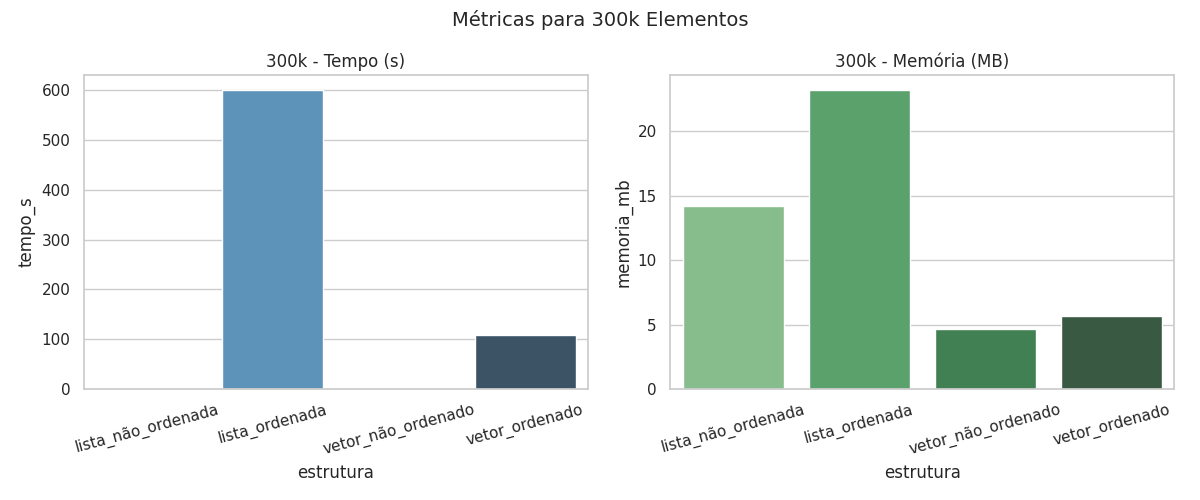 Métricas para 300k Elementos
300k - Tempo (s)
tempo_s
600
500
400
300
200
100
0
lista_não_ordenada
lista_ordenada
vetor_não_ordenado
vetor_ordenado
estrutura
300k - Memória (MB)
memoria_mb
20
15
10
5
0
lista_não_ordenada
lista_ordenada
vetor_não_ordenado
vetor_ordenado
estrutura